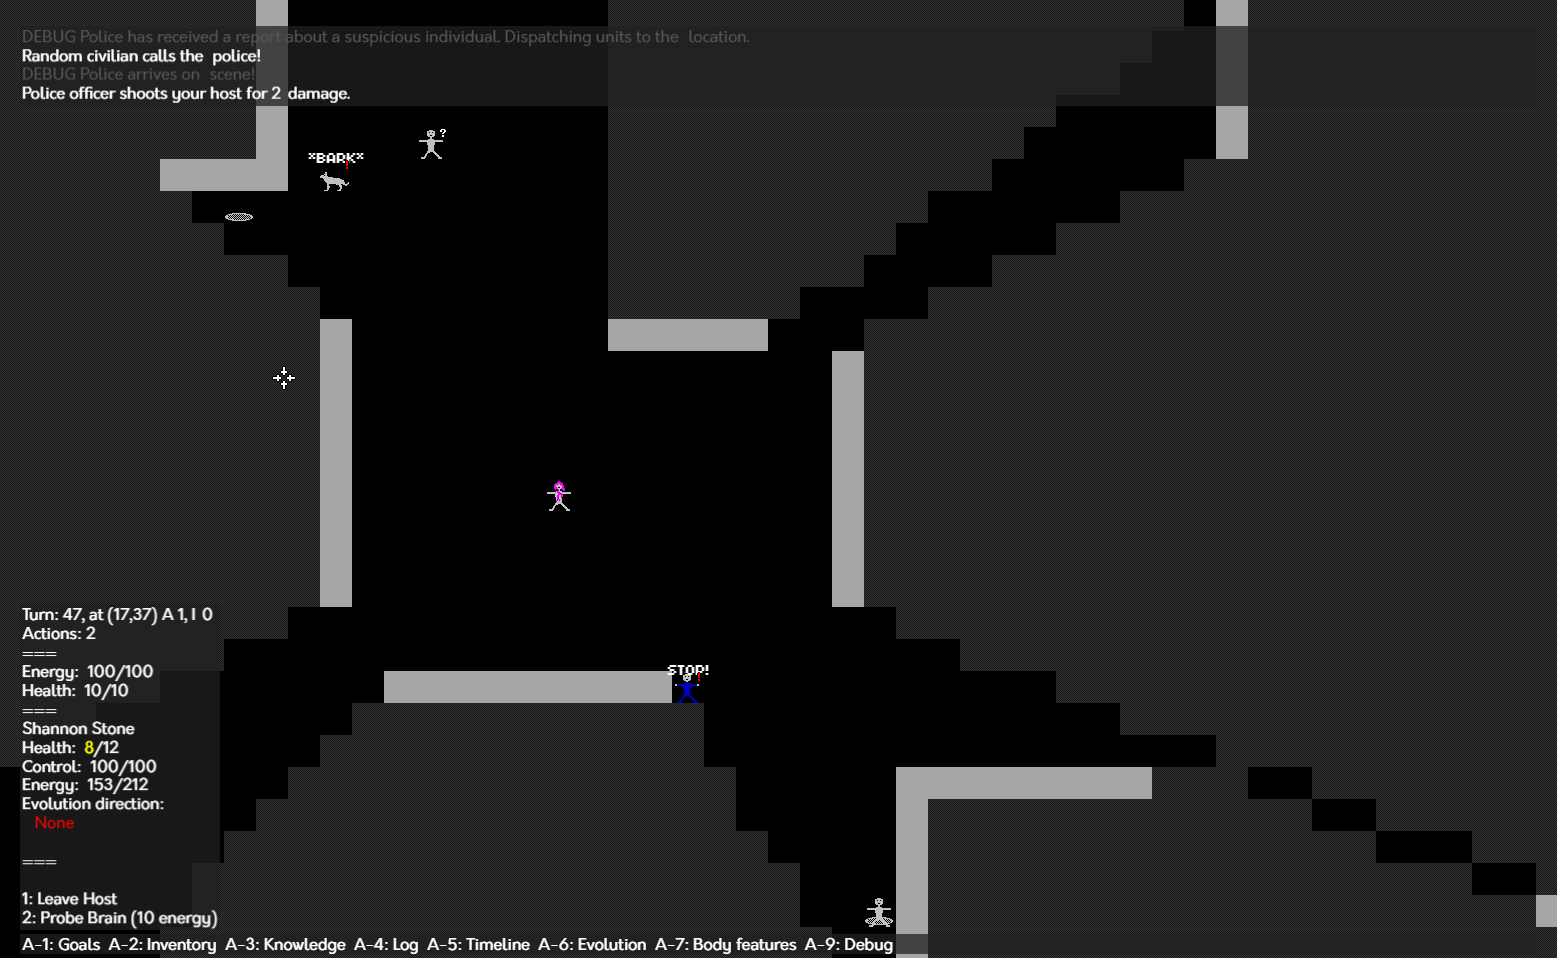 DEBUG Police has received a report about a suspicious individual. Dispatching units to the  location.
Random civilian calls the  police!
DEBUG Police arrives on  scene!
Police officer shoots your host for 2 damage.
?
*BARK*
!
STOP!
!
Turn: 47, at (17,37) A 1, I 0
Actions: 2
===
Energy:  100/100
Health:  10/10
===
Shannon Stone
Health:  8/12
Control:  100/100
Energy:  153/212
Evolution direction:
None
===
1: Leave Host
2: Probe Brain (10 energy)
A-1: Goals  A-2: Inventory  A-3: Knowledge  A-4: Log  A-5: Timeline  A-6: Evolution  A-7: Body features  A-9: Debug